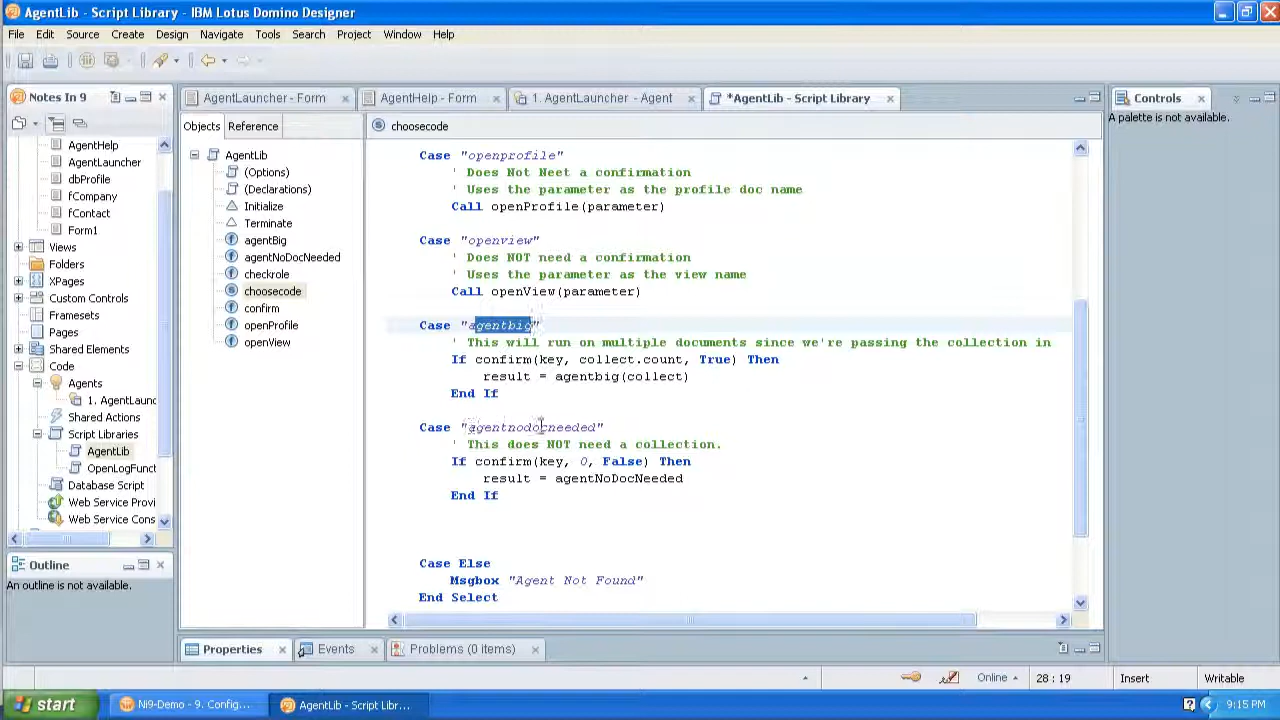 AgentLib - Script Library - IBM Lotus Domino Designer
File Edit Source Create Design Navigate Tools Search Project Window Help
Notes In 9
AgentLauncher - Form
AgentHelp - Form
1. AgentLauncher - Agent
*AgentLib - Script Library
Controls
A palette is not available.
AgentHelp
AgentLauncher
dbProfile
fCompany
fContact
Form1
Views
Folders
XPages
Custom Controls
Framesets
Pages
Shared Elements
Code
Agents
1. AgentLaunc
Shared Actions
Script Libraries
AgentLib
OpenLogFunct
Database Script
Web Service Provi
Web Service Cons
Outline
An outline is not available.
Objects Reference
AgentLib
(Options)
(Declarations)
Initialize
Terminate
agentBig
agentNoDocNeeded
checkrole
choosecode
confirm
openProfile
openView
choosecode
Case "openprofile"
' Does Not Neet a confirmation
' Uses the parameter as the profile doc name
Call openProfile(parameter)
Case "openview"
' Does NOT need a confirmation
' Uses the parameter as the view name
Call openView(parameter)
Case "agentbig"
' This will run on multiple documents since we're passing the collection in
If confirm(key, collect.count, True) Then
result = agentbig(collect)
End If
Case "agentnodocneeded"
' This does NOT need a collection.
If confirm(key, 0, False) Then
result = agentNoDocNeeded
End If
Case Else
Msgbox "Agent Not Found"
End Select
Properties
Events
Problems (0 items)
Online
28 : 19
Insert
Writable
start
Ni9-Demo - 9. Config...
AgentLib - Script Libr...
9:15 PM